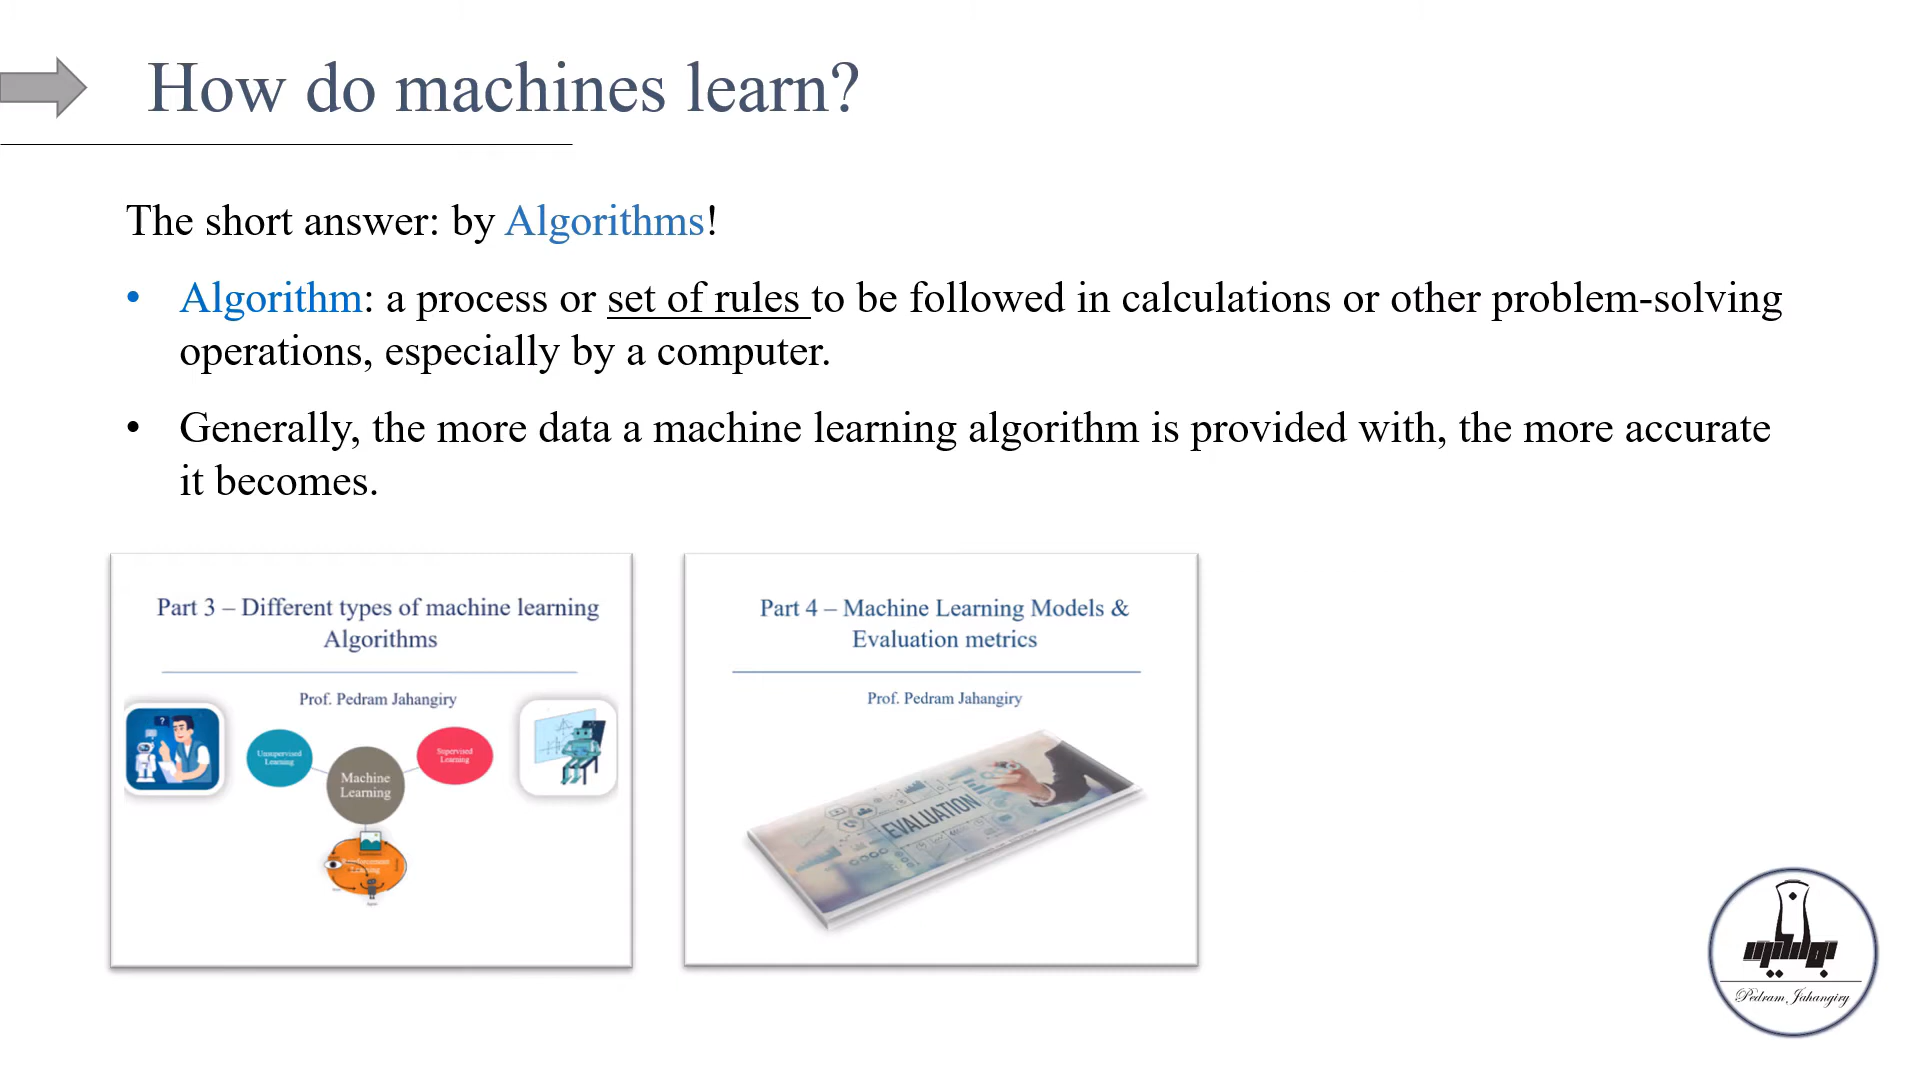 How do machines learn?
The short answer: by Algorithms!
• Algorithm: a process or set of rules to be followed in calculations or other problem-solving
operations, especially by a computer.
• Generally, the more data a machine learning algorithm is provided with, the more accurate
it becomes.
Part 3 – Different types of machine learning
Algorithms
Prof. Pedram Jahangiry
?
Unsupervised
Learning
Machine
Learning
Supervised
Learning
Reinforcement
Learning
Part 4 – Machine Learning Models &
Evaluation metrics
Prof. Pedram Jahangiry
EVALUATION
Pedram Jahangiry